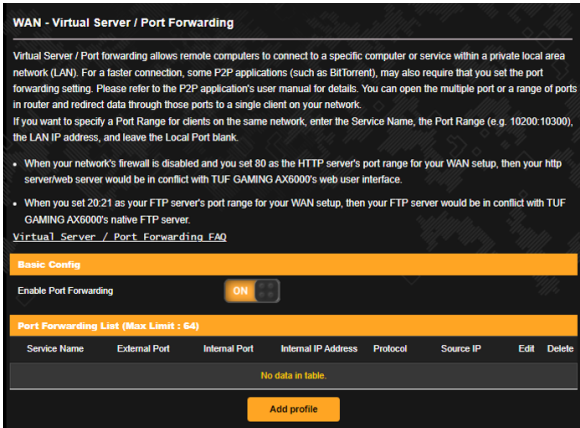 WAN - Virtual Server / Port Forwarding
Virtual Server / Port forwarding allows remote computers to connect to a specific computer or service within a private local area
network (LAN). For a faster connection, some P2P applications (such as BitTorrent), may also require that you set the port
forwarding setting. Please refer to the P2P application's user manual for details. You can open the multiple port or a range of ports
in router and redirect data through those ports to a single client on your network.
If you want to specify a Port Range for clients on the same network, enter the Service Name, the Port Range (e.g. 10200:10300),
the LAN IP address, and leave the Local Port blank.
• When your network's firewall is disabled and you set 80 as the HTTP server's port range for your WAN setup, then your http
server/web server would be in conflict with TUF GAMING AX6000's web user interface.
• When you set 20:21 as your FTP server's port range for your WAN setup, then your FTP server would be in conflict with TUF
GAMING AX6000's native FTP server.
Virtual Server / Port Forwarding FAQ
Basic Config
Enable Port Forwarding ON
Port Forwarding List (Max Limit : 64)
Service Name External Port Internal Port Internal IP Address Protocol Source IP Edit Delete
No data in table.
Add profile